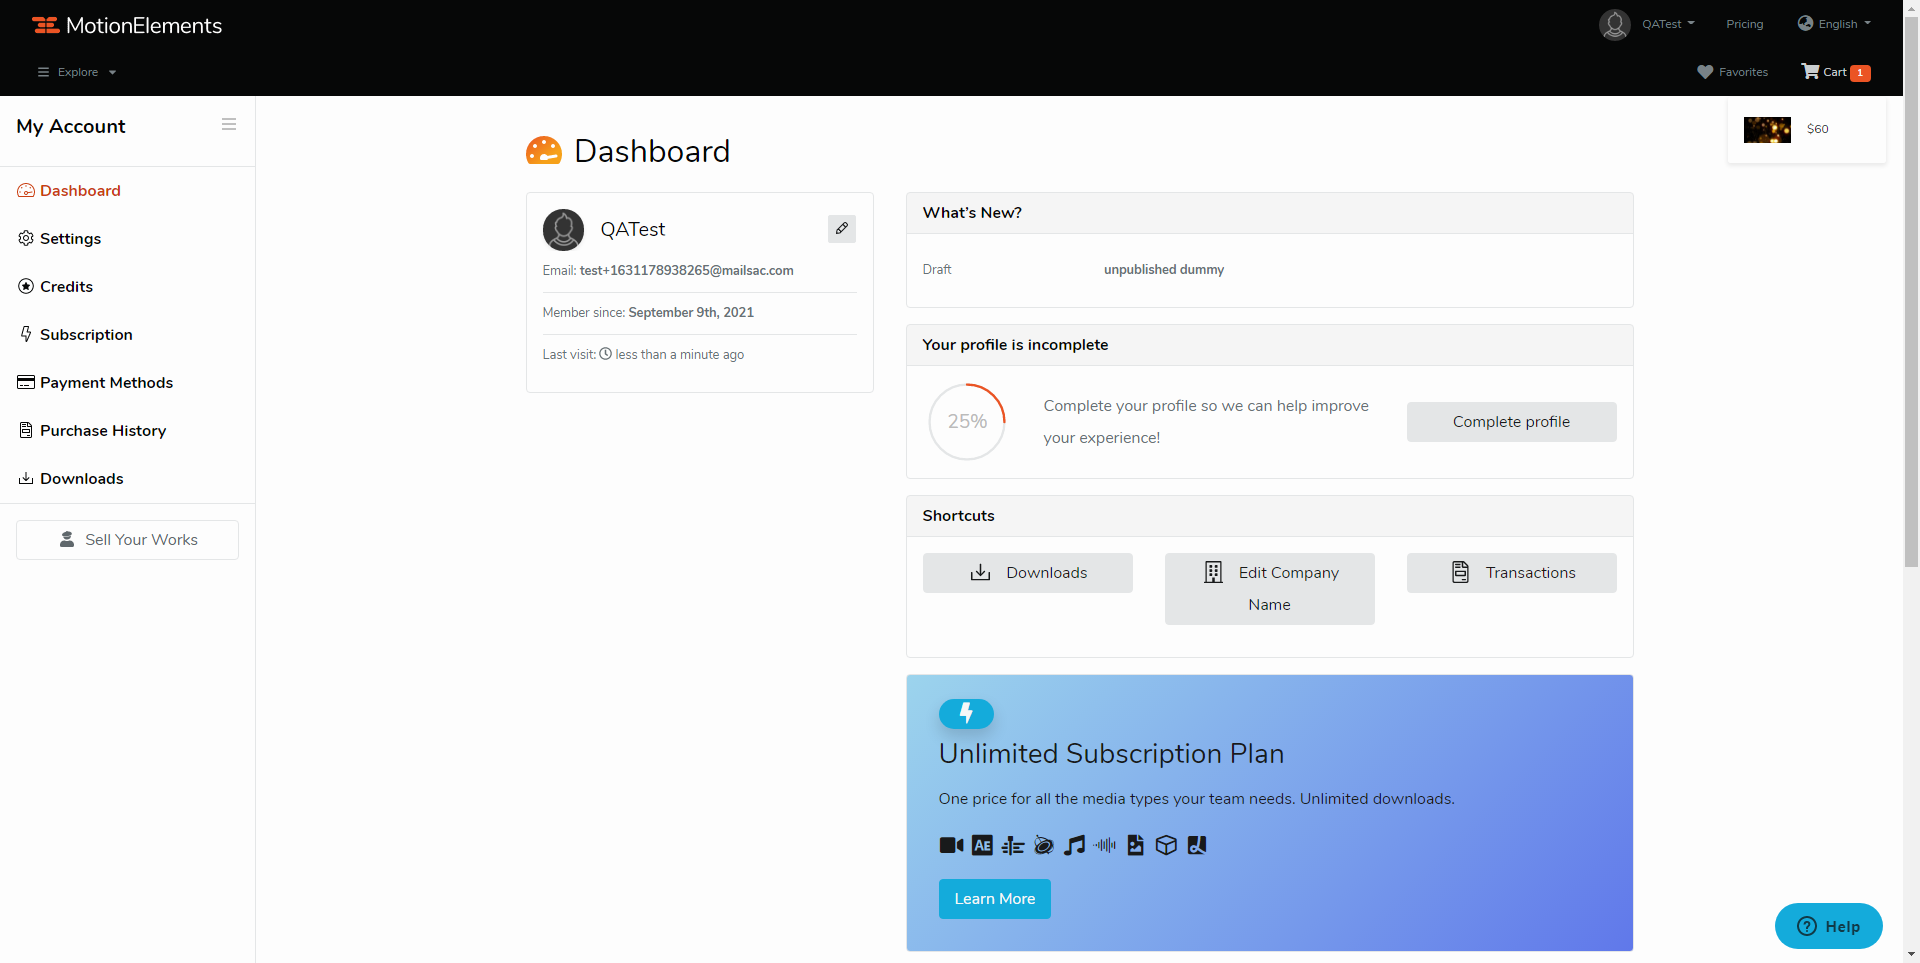 MotionElements
QATest
Pricing
English
Explore
Favorites
Cart 1
$60
My Account
Dashboard
Settings
Credits
Subscription
Payment Methods
Purchase History
Downloads
Sell Your Works
Dashboard
QATest
Email: test+1631178938265@mailsac.com
Member since: September 9th, 2021
Last visit: less than a minute ago
What's New?
Draft unpublished dummy
Your profile is incomplete
25%
Complete your profile so we can help improve
your experience!
Complete profile
Shortcuts
Downloads
Edit Company
Name
Transactions
Unlimited Subscription Plan
One price for all the media types your team needs. Unlimited downloads.
AE
Learn More
Help